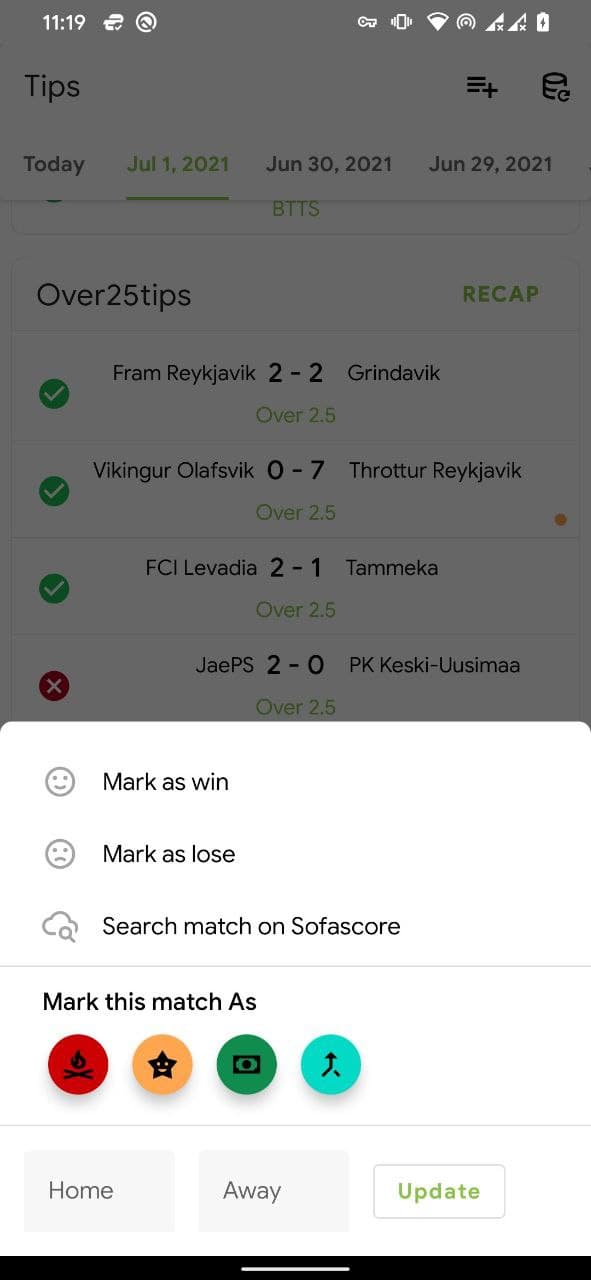 11:19
Tips
Today Jul 1, 2021 Jun 30, 2021 Jun 29, 2021
BTTS
Over25tips RECAP
Fram Reykjavik 2 - 2 Grindavik
Over 2.5
Vikingur Olafsvik 0 - 7 Throttur Reykjavik
Over 2.5
FCI Levadia 2 - 1 Tammeka
Over 2.5
JaePS 2 - 0 PK Keski-Uusimaa
Over 2.5
Mark as win
Mark as lose
Search match on Sofascore
Mark this match As
Home Away Update